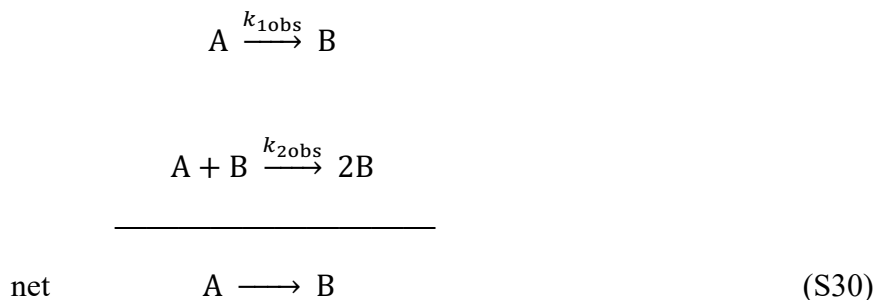 A \xrightarrow{k_{1obs}} B
A + B \xrightarrow{k_{2obs}} 2B
net A ⟶ B (S30)